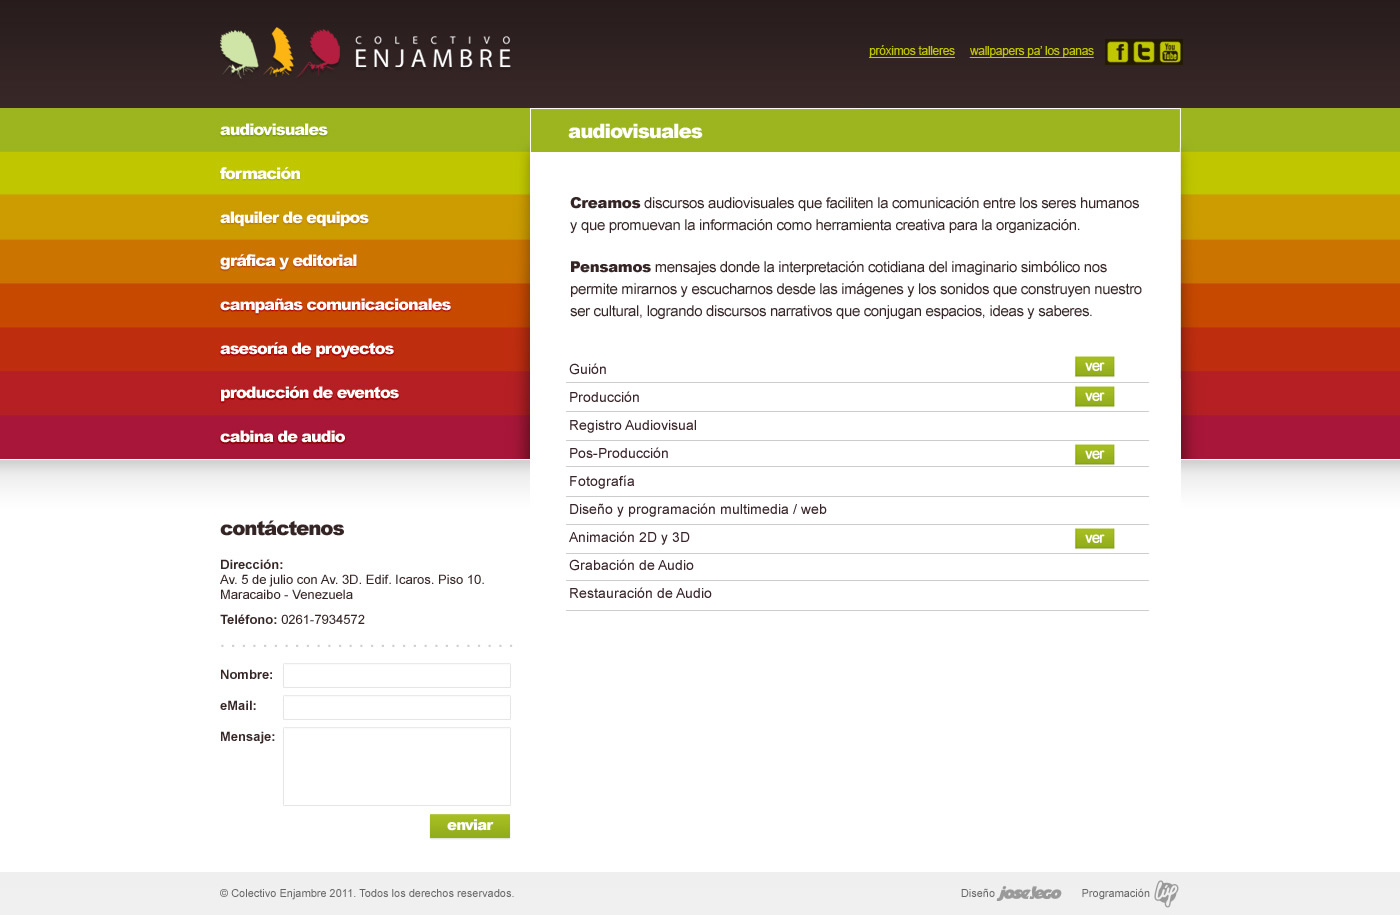 COLECTIVO
ENJAMBRE
próximos talleres
wallpapers pa' los panas
f
t
You
Tube
audiovisuales
formación
alquiler de equipos
gráfica y editorial
campañas comunicacionales
asesoría de proyectos
producción de eventos
cabina de audio
audiovisuales
Creamos discursos audiovisuales que faciliten la comunicación entre los seres humanos
y que promuevan la información como herramienta creativa para la organización.
Pensamos mensajes donde la interpretación cotidiana del imaginario simbólico nos
permite mirarnos y escucharnos desde las imágenes y los sonidos que construyen nuestro
ser cultural, logrando discursos narrativos que conjugan espacios, ideas y saberes.
Guión ver
Producción ver
Registro Audiovisual
Pos-Producción ver
Fotografía
Diseño y programación multimedia / web
Animación 2D y 3D ver
Grabación de Audio
Restauración de Audio
contáctenos
Dirección:
Av. 5 de julio con Av. 3D. Edif. Icaros. Piso 10.
Maracaibo - Venezuela
Teléfono: 0261-7934572
Nombre:
eMail:
Mensaje:
enviar
© Colectivo Enjambre 2011. Todos los derechos reservados.
Diseño jose.lego
Programación